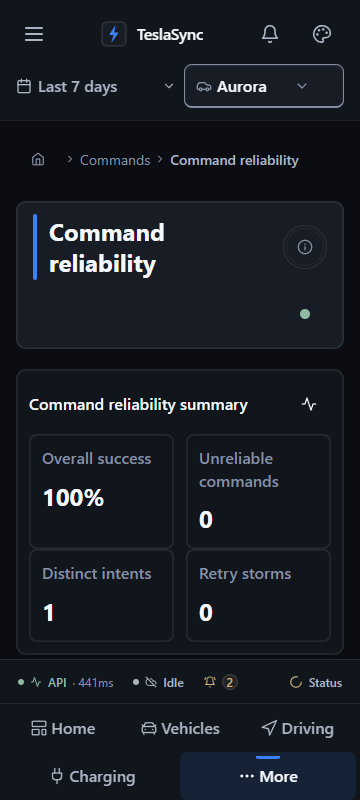 TeslaSync
Last 7 days
Aurora
Commands
Command reliability
Command
reliability
Command reliability summary
Overall success
100%
Unreliable
commands
0
Distinct intents
1
Retry storms
0
API · 441ms
Idle
2
Status
Home
Vehicles
Driving
Charging
More